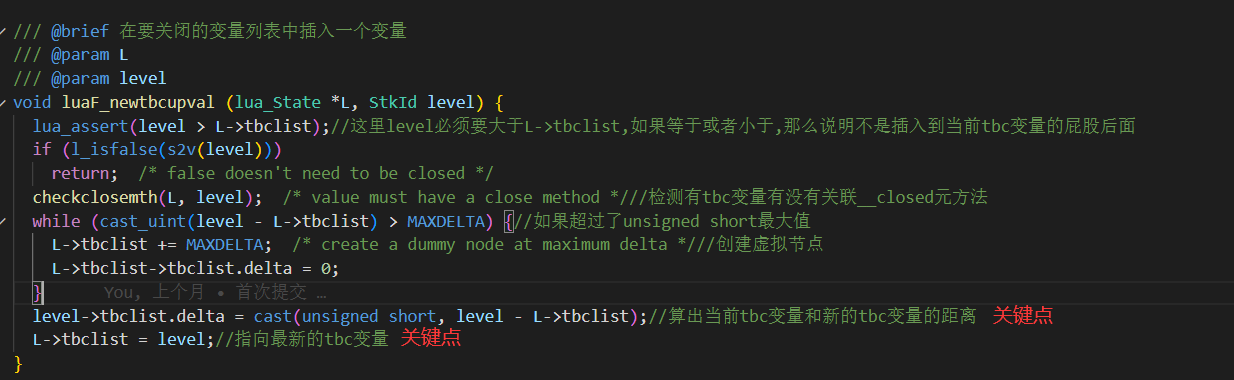 /// @brief 在要关闭的变量列表中插入一个变量
/// @param L
/// @param level
void luaF_newtbcupval (lua_State *L, StkId level) {
  lua_assert(level > L->tbclist);//这里level必须要大于L->tbclist,如果等于或者小于,那么说明不是插入到当前tbc变量的屁股后面
  if (l_isfalse(s2v(level)))
    return;  /* false doesn't need to be closed */
  checkclosemth(L, level);  /* value must have a close method *///检测有tbc变量有没有关联__closed元方法
  while (cast_uint(level - L->tbclist) > MAXDELTA) {//如果超过了unsigned short最大值
    L->tbclist += MAXDELTA;  /* create a dummy node at maximum delta *///创建虚拟节点
    L->tbclist->tbclist.delta = 0;
  }      You, 上个月 • 首次提交 …
  level->tbclist.delta = cast(unsigned short, level - L->tbclist);//算出当前tbc变量和新的tbc变量的距离 关键点
  L->tbclist = level;//指向最新的tbc变量 关键点
}